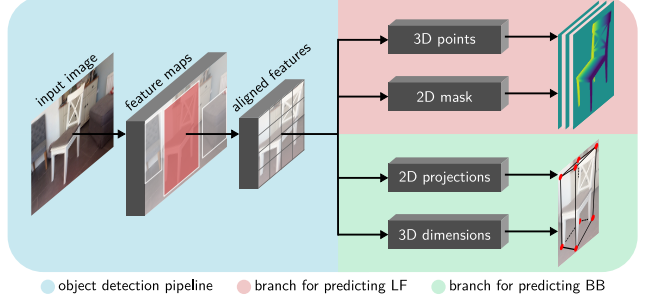 input image
feature maps
aligned features
3D points
2D mask
2D projections
3D dimensions
object detection pipeline
branch for predicting LF
branch for predicting BB